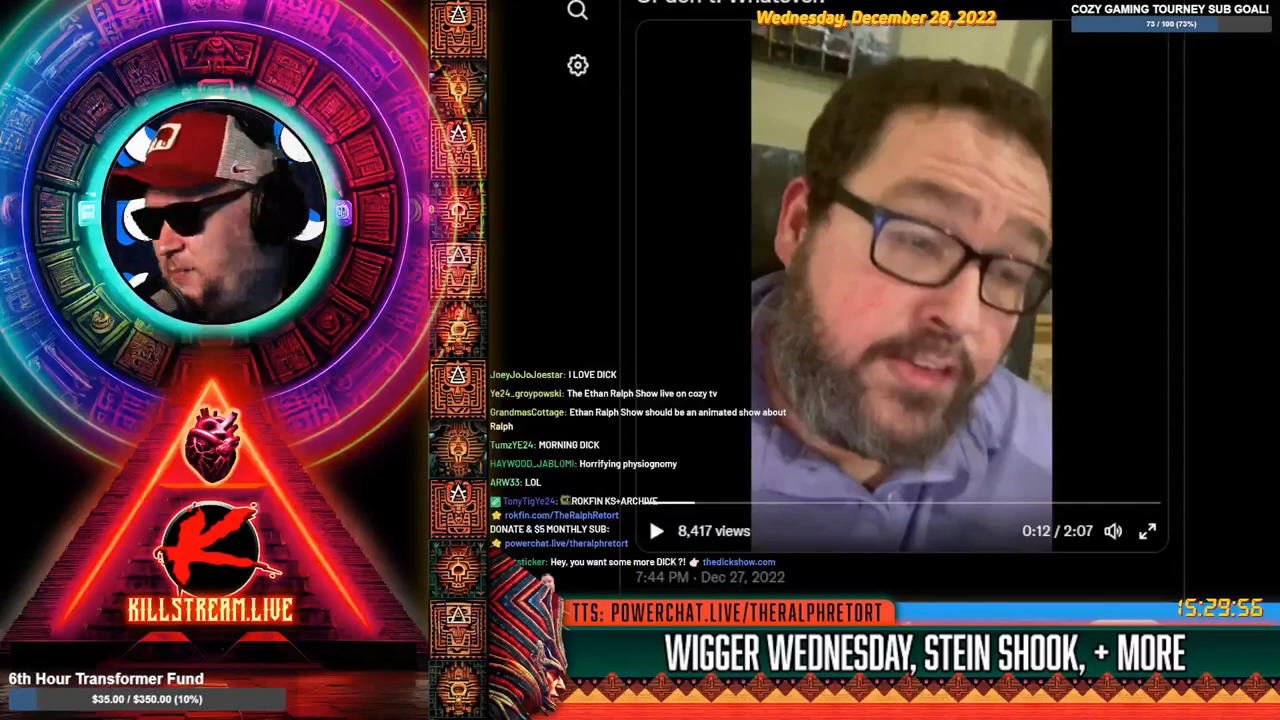 Or don't. Whatever.
Wednesday, December 28, 2022
COZY GAMING TOURNEY SUB GOAL!
73 / 100 (73%)
JoeyJoJoJoestar: I LOVE DICK
Ye24_groypowski: The Ethan Ralph Show live on cozy tv
GrandmasCottage: Ethan Ralph Show should be an animated show about
Ralph
TumzYE24: MORNING DICK
HAYWOOD_JABLOMI: Horrifying physiognomy
ARW33: LOL
TonyTigYe24: ROKFIN KS+ARCHIVE
rokfin.com/TheRalphRetort
DONATE & $5 MONTHLY SUB:
powerchat.live/theralphretort
sticker: Hey, you want some more DICK ?! thedickshow.com
8,417 views
0:12 / 2:07
7:44 PM · Dec 27, 2022
KILLSTREAM.LIVE
TTS: POWERCHAT.LIVE/THERALPHRETORT
15:29:56
WIGGER WEDNESDAY, STEIN SHOOK, + MORE
6th Hour Transformer Fund
$35.00 / $350.00 (10%)